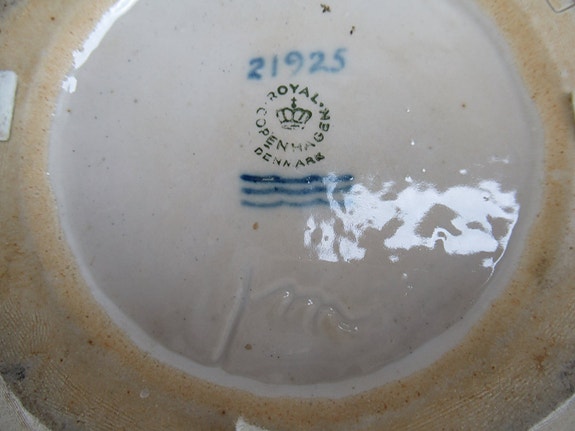 21925
ROYAL
COPENHAGEN
DENMARK